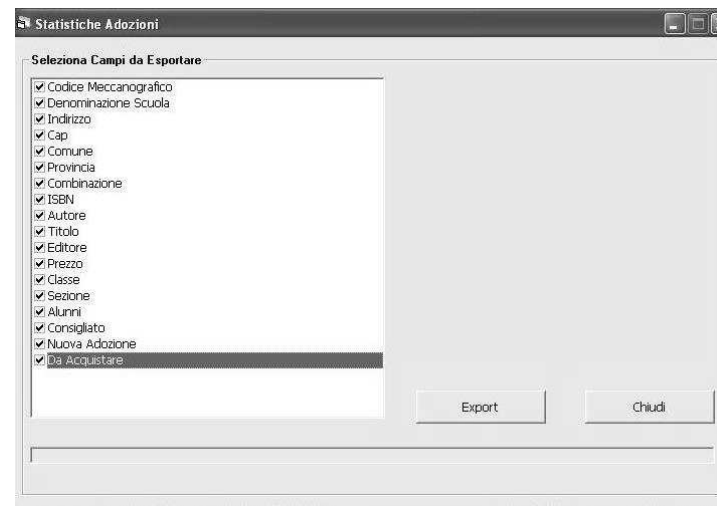 Statistiche Adozioni
Seleziona Campi da Esportare
Codice Meccanografico
Denominazione Scuola
Indirizzo
Cap
Comune
Provincia
Combinazione
ISBN
Autore
Titolo
Editore
Prezzo
Classe
Sezione
Alunni
Consigliato
Nuova Adozione
Da Acquistare
Export
Chiudi